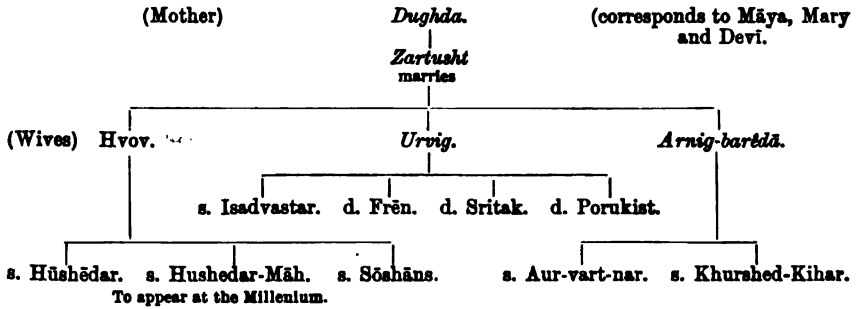 (Mother) Dughda. (corresponds to Māya, Mary
and Devī.
Zartusht
marries
(Wives) Hvov. Urvig. Arnig-barēdā.
s. Isadvastar. d. Frēn. d. Sritak. d. Porukist.
s. Hūshēdar. s. Hushedar-Māh. s. Sōshāns. s. Aur-vart-nar. s. Khurshed-Kihar.
To appear at the Millenium.